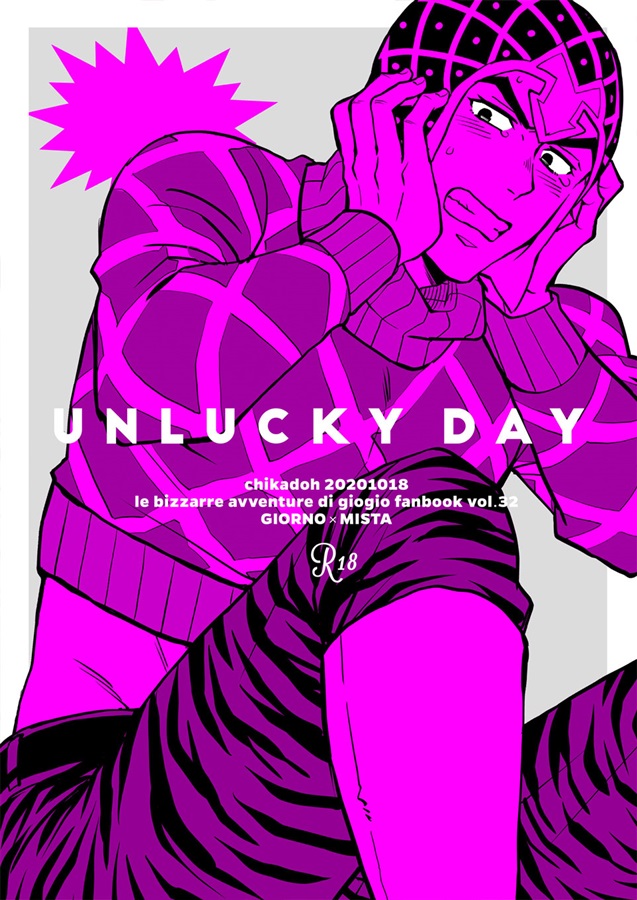 UNLUCKY DAY
chikadoh 20201018
le bizzarre avventure di giogio fanbook vol.32
GIORNO × MISTA
R18